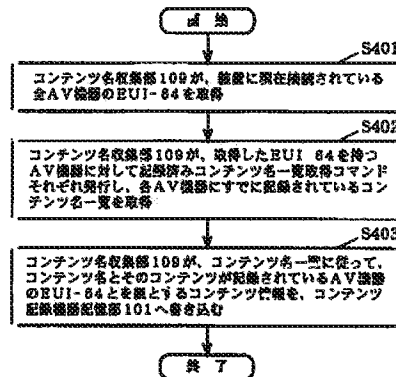 開 始
S401
コンテンツ名収集部109が、装置に現在接続されている
全AV機器のEUI-64を取得
S402
コンテンツ名収集部109が、取得したEUI 64を持つ
AV機器に対して記録済みコンテンツ名一覧取得コマンド
それぞれ発行し、各AV機器にすでに記録されているコン
テンツ名一覧を取得
S403
コンテンツ名収集部109が、コンテンツ名一覧に従って、
コンテンツ名とそのコンテンツが記録されているAV機器
のEUI-64とを組とするコンテンツ情報を、コンテンツ
記録機器記憶部101へ書き込む
終 了